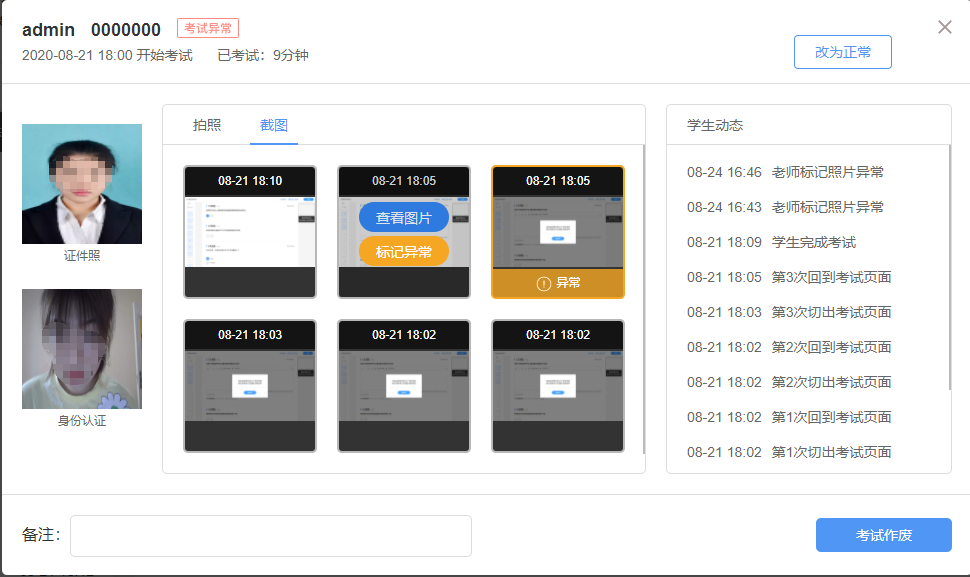 admin 0000000 考试异常
2020-08-21 18:00 开始考试 已考试：9分钟
改为正常
证件照
身份认证
拍照 截图
08-21 18:10
08-21 18:05
查看图片
标记异常
08-21 18:05
异常
08-21 18:03
08-21 18:02
08-21 18:02
学生动态
08-24 16:46 老师标记照片异常
08-24 16:43 老师标记照片异常
08-21 18:09 学生完成考试
08-21 18:05 第3次回到考试页面
08-21 18:03 第3次切出考试页面
08-21 18:02 第2次回到考试页面
08-21 18:02 第2次切出考试页面
08-21 18:02 第1次回到考试页面
08-21 18:02 第1次切出考试页面
备注：
考试作废